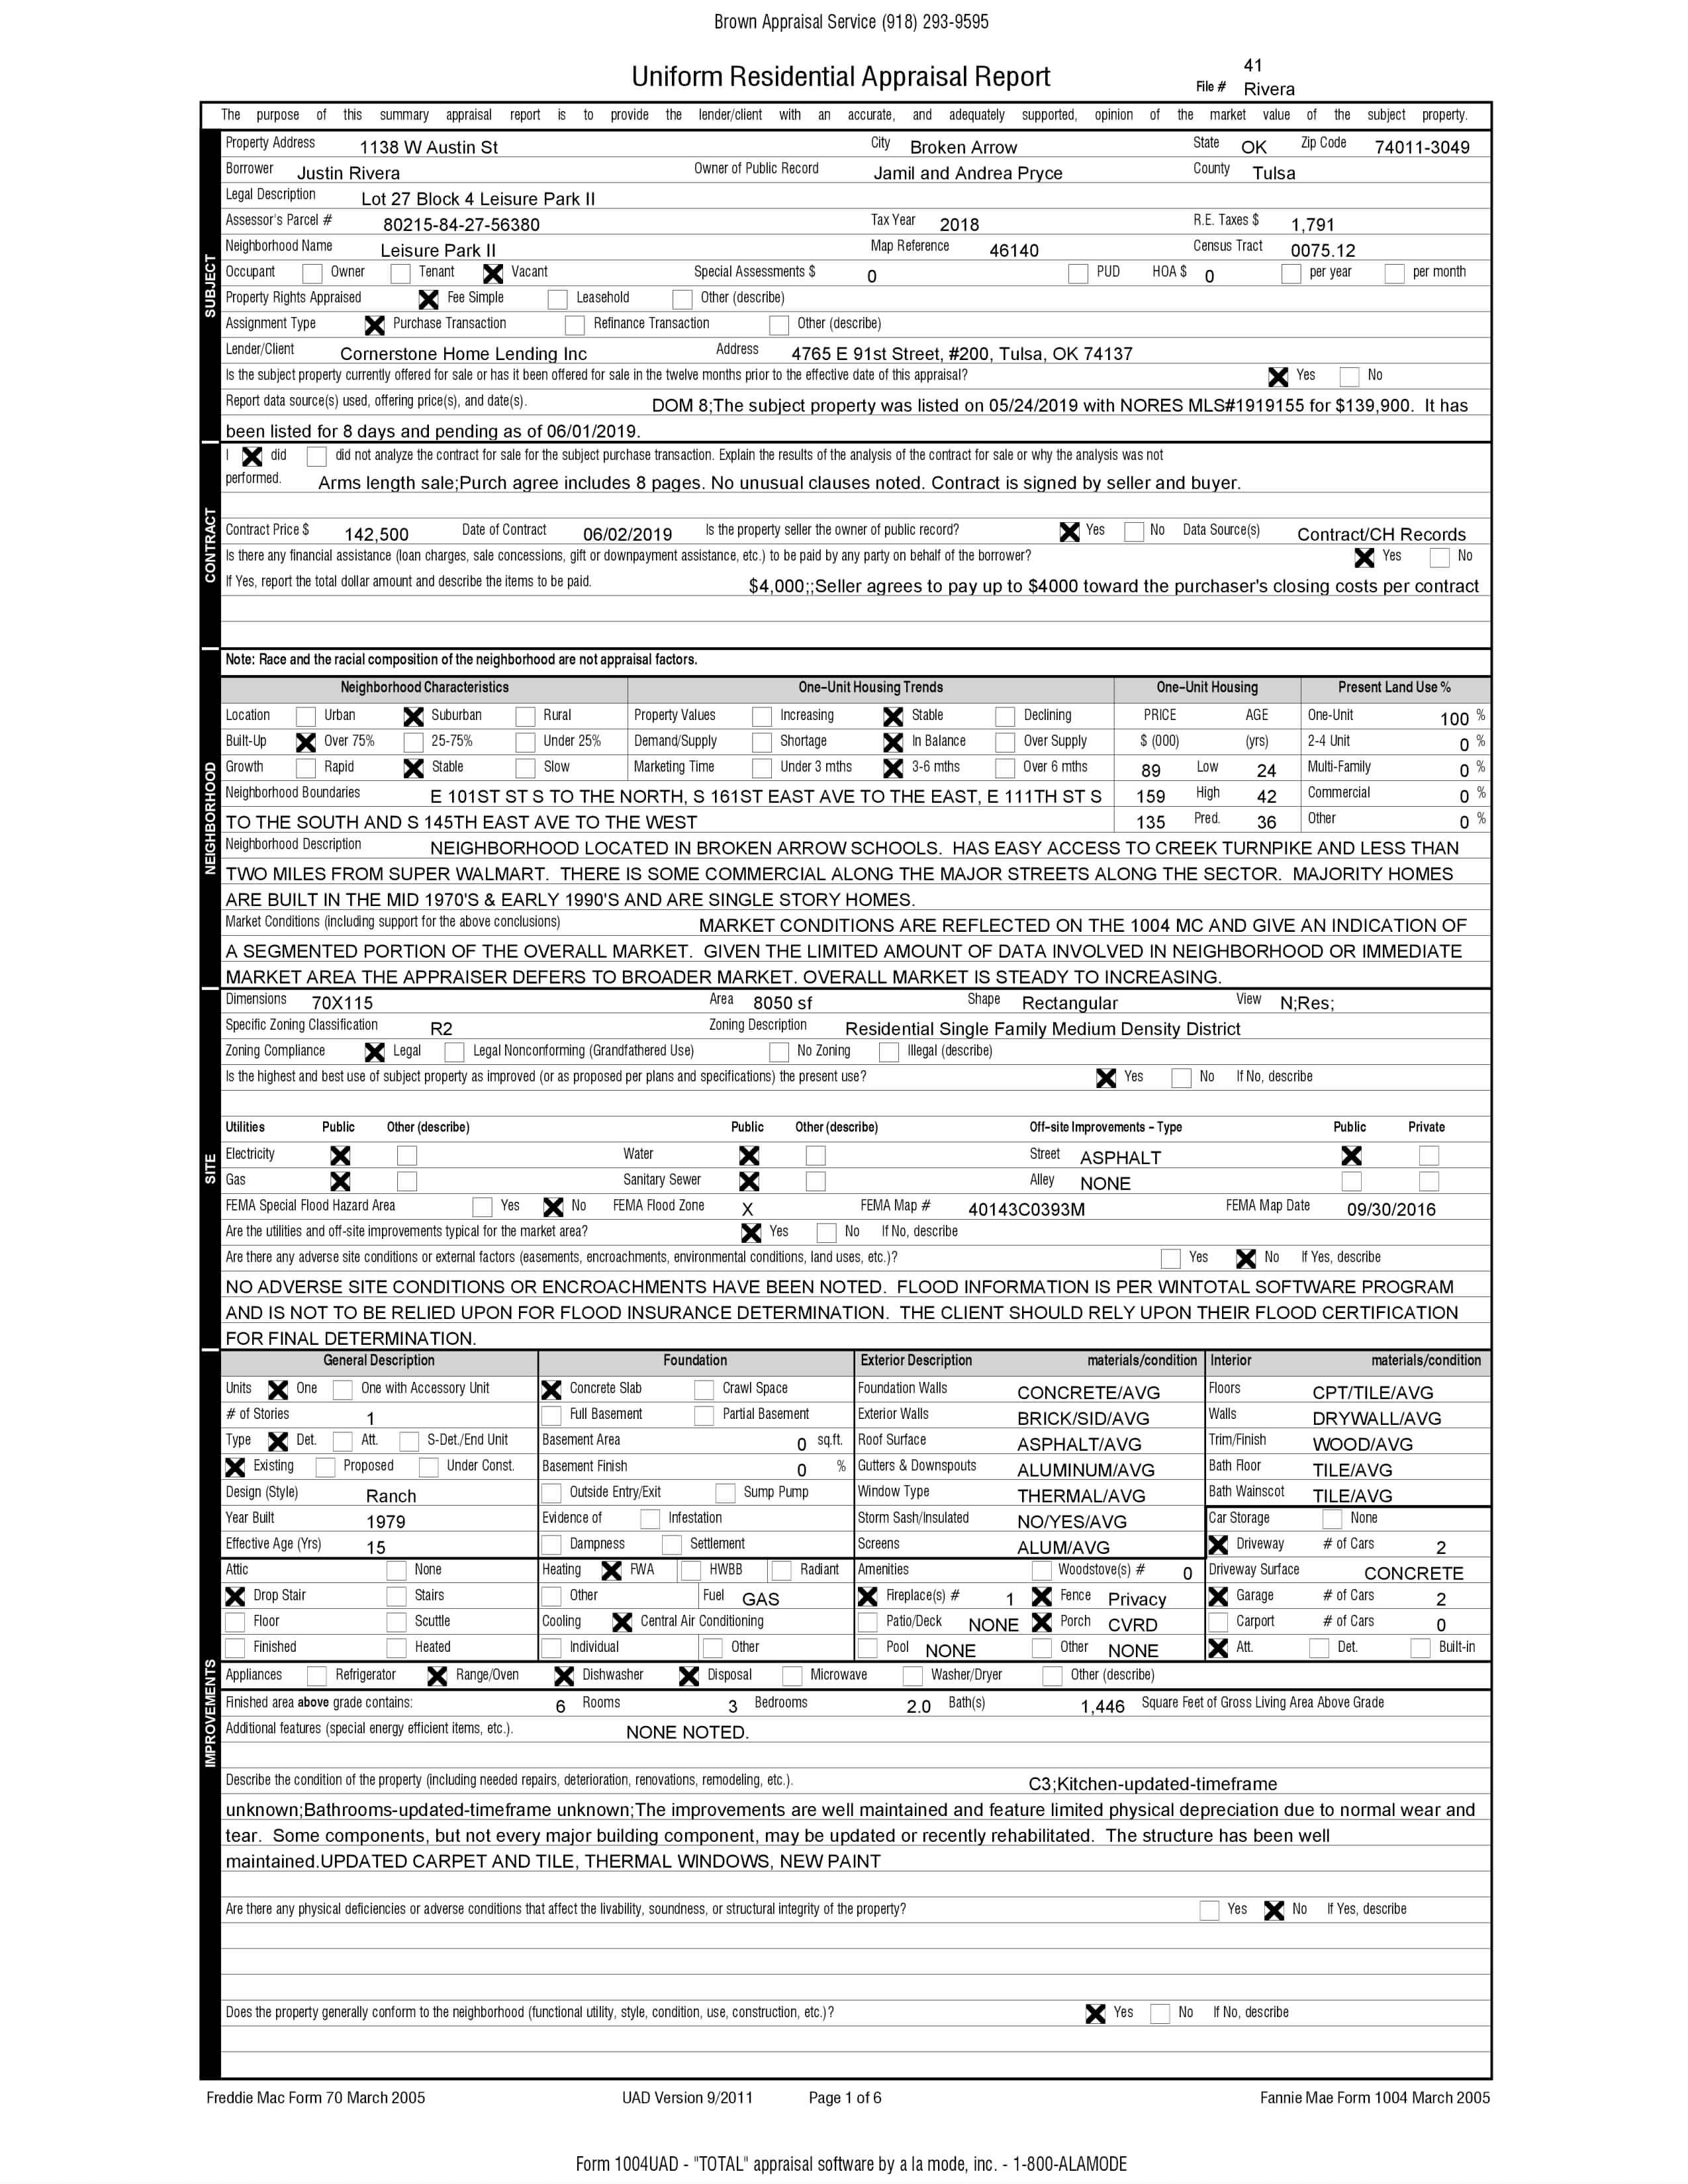 Brown Appraisal Service (918) 293-9595
41
Uniform Residential Appraisal Report File # Rivera
The purpose of this summary appraisal report is to provide the lender/client with an accurate, and adequately supported, opinion of the market value of the subject property.
SUBJECT
Property Address 1138 W Austin St City Broken Arrow State OK Zip Code 74011-3049
Borrower Justin Rivera Owner of Public Record Jamil and Andrea Pryce County Tulsa
Legal Description Lot 27 Block 4 Leisure Park II
Assessor's Parcel # 80215-84-27-56380 Tax Year 2018 R.E. Taxes $ 1,791
Neighborhood Name Leisure Park II Map Reference 46140 Census Tract 0075.12
Occupant Owner Tenant X Vacant Special Assessments $ 0 PUD HOA $ 0 per year per month
Property Rights Appraised X Fee Simple Leasehold Other (describe)
Assignment Type X Purchase Transaction Refinance Transaction Other (describe)
Lender/Client Cornerstone Home Lending Inc Address 4765 E 91st Street, #200, Tulsa, OK 74137
Is the subject property currently offered for sale or has it been offered for sale in the twelve months prior to the effective date of this appraisal? X Yes No
Report data source(s) used, offering price(s), and date(s). DOM 8;The subject property was listed on 05/24/2019 with NORES MLS#1919155 for $139,900. It has
been listed for 8 days and pending as of 06/01/2019.
CONTRACT
I X did did not analyze the contract for sale for the subject purchase transaction. Explain the results of the analysis of the contract for sale or why the analysis was not
performed. Arms length sale;Purch agree includes 8 pages. No unusual clauses noted. Contract is signed by seller and buyer.
Contract Price $ 142,500 Date of Contract 06/02/2019 Is the property seller the owner of public record? X Yes No Data Source(s) Contract/CH Records
Is there any financial assistance (loan charges, sale concessions, gift or downpayment assistance, etc.) to be paid by any party on behalf of the borrower? X Yes No
If Yes, report the total dollar amount and describe the items to be paid. $4,000;;Seller agrees to pay up to $4000 toward the purchaser's closing costs per contract
NEIGHBORHOOD
Note: Race and the racial composition of the neighborhood are not appraisal factors.
Neighborhood Characteristics One-Unit Housing Trends One-Unit Housing Present Land Use %
Location Urban X Suburban Rural Property Values Increasing X Stable Declining PRICE AGE One-Unit 100 %
Built-Up X Over 75% 25-75% Under 25% Demand/Supply Shortage X In Balance Over Supply $ (000) (yrs) 2-4 Unit 0 %
Growth Rapid X Stable Slow Marketing Time Under 3 mths X 3-6 mths Over 6 mths 89 Low 24 Multi-Family 0 %
Neighborhood Boundaries E 101ST ST S TO THE NORTH, S 161ST EAST AVE TO THE EAST, E 111TH ST S 159 High 42 Commercial 0 %
TO THE SOUTH AND S 145TH EAST AVE TO THE WEST 135 Pred. 36 Other 0 %
Neighborhood Description NEIGHBORHOOD LOCATED IN BROKEN ARROW SCHOOLS. HAS EASY ACCESS TO CREEK TURNPIKE AND LESS THAN
TWO MILES FROM SUPER WALMART. THERE IS SOME COMMERCIAL ALONG THE MAJOR STREETS ALONG THE SECTOR. MAJORITY HOMES
ARE BUILT IN THE MID 1970'S & EARLY 1990'S AND ARE SINGLE STORY HOMES.
Market Conditions (including support for the above conclusions) MARKET CONDITIONS ARE REFLECTED ON THE 1004 MC AND GIVE AN INDICATION OF
A SEGMENTED PORTION OF THE OVERALL MARKET. GIVEN THE LIMITED AMOUNT OF DATA INVOLVED IN NEIGHBORHOOD OR IMMEDIATE
MARKET AREA THE APPRAISER DEFERS TO BROADER MARKET. OVERALL MARKET IS STEADY TO INCREASING.
SITE
Dimensions 70X115 Area 8050 sf Shape Rectangular View N;Res;
Specific Zoning Classification R2 Zoning Description Residential Single Family Medium Density District
Zoning Compliance X Legal Legal Nonconforming (Grandfathered Use) No Zoning Illegal (describe)
Is the highest and best use of subject property as improved (or as proposed per plans and specifications) the present use? X Yes No If No, describe
Utilities Public Other (describe) Public Other (describe) Off-site Improvements - Type Public Private
Electricity X Water X Street ASPHALT X
Gas X Sanitary Sewer X Alley NONE
FEMA Special Flood Hazard Area Yes X No FEMA Flood Zone X FEMA Map # 40143C0393M FEMA Map Date 09/30/2016
Are the utilities and off-site improvements typical for the market area? X Yes No If No, describe
Are there any adverse site conditions or external factors (easements, encroachments, environmental conditions, land uses, etc.)? Yes X No If Yes, describe
NO ADVERSE SITE CONDITIONS OR ENCROACHMENTS HAVE BEEN NOTED. FLOOD INFORMATION IS PER WINTOTAL SOFTWARE PROGRAM
AND IS NOT TO BE RELIED UPON FOR FLOOD INSURANCE DETERMINATION. THE CLIENT SHOULD RELY UPON THEIR FLOOD CERTIFICATION
FOR FINAL DETERMINATION.
IMPROVEMENTS
General Description Foundation Exterior Description materials/condition Interior materials/condition
Units X One One with Accessory Unit X Concrete Slab Crawl Space Foundation Walls CONCRETE/AVG Floors CPT/TILE/AVG
# of Stories 1 Full Basement Partial Basement Exterior Walls BRICK/SID/AVG Walls DRYWALL/AVG
Type X Det. Att. S-Det./End Unit Basement Area 0 sq.ft. Roof Surface ASPHALT/AVG Trim/Finish WOOD/AVG
X Existing Proposed Under Const. Basement Finish 0 % Gutters & Downspouts ALUMINUM/AVG Bath Floor TILE/AVG
Design (Style) Ranch Outside Entry/Exit Sump Pump Window Type THERMAL/AVG Bath Wainscot TILE/AVG
Year Built 1979 Evidence of Infestation Storm Sash/Insulated NO/YES/AVG Car Storage None
Effective Age (Yrs) 15 Dampness Settlement Screens ALUM/AVG X Driveway # of Cars 2
Attic None Heating X FWA HWBB Radiant Amenities Woodstove(s) # 0 Driveway Surface CONCRETE
X Drop Stair Stairs Other Fuel GAS X Fireplace(s) # 1 X Fence Privacy X Garage # of Cars 2
Floor Scuttle Cooling X Central Air Conditioning Patio/Deck NONE X Porch CVRD Carport # of Cars 0
Finished Heated Individual Other Pool NONE Other NONE X Att. Det. Built-in
Appliances Refrigerator X Range/Oven X Dishwasher X Disposal Microwave Washer/Dryer Other (describe)
Finished area above grade contains: 6 Rooms 3 Bedrooms 2.0 Bath(s) 1,446 Square Feet of Gross Living Area Above Grade
Additional features (special energy efficient items, etc.). NONE NOTED.
Describe the condition of the property (including needed repairs, deterioration, renovations, remodeling, etc.). C3;Kitchen-updated-timeframe
unknown;Bathrooms-updated-timeframe unknown;The improvements are well maintained and feature limited physical depreciation due to normal wear and
tear. Some components, but not every major building component, may be updated or recently rehabilitated. The structure has been well
maintained.UPDATED CARPET AND TILE, THERMAL WINDOWS, NEW PAINT
Are there any physical deficiencies or adverse conditions that affect the livability, soundness, or structural integrity of the property? Yes X No If Yes, describe
Does the property generally conform to the neighborhood (functional utility, style, condition, use, construction, etc.)? X Yes No If No, describe
Freddie Mac Form 70 March 2005 UAD Version 9/2011 Page 1 of 6 Fannie Mae Form 1004 March 2005
Form 1004UAD - "TOTAL" appraisal software by a la mode, inc. - 1-800-ALAMODE